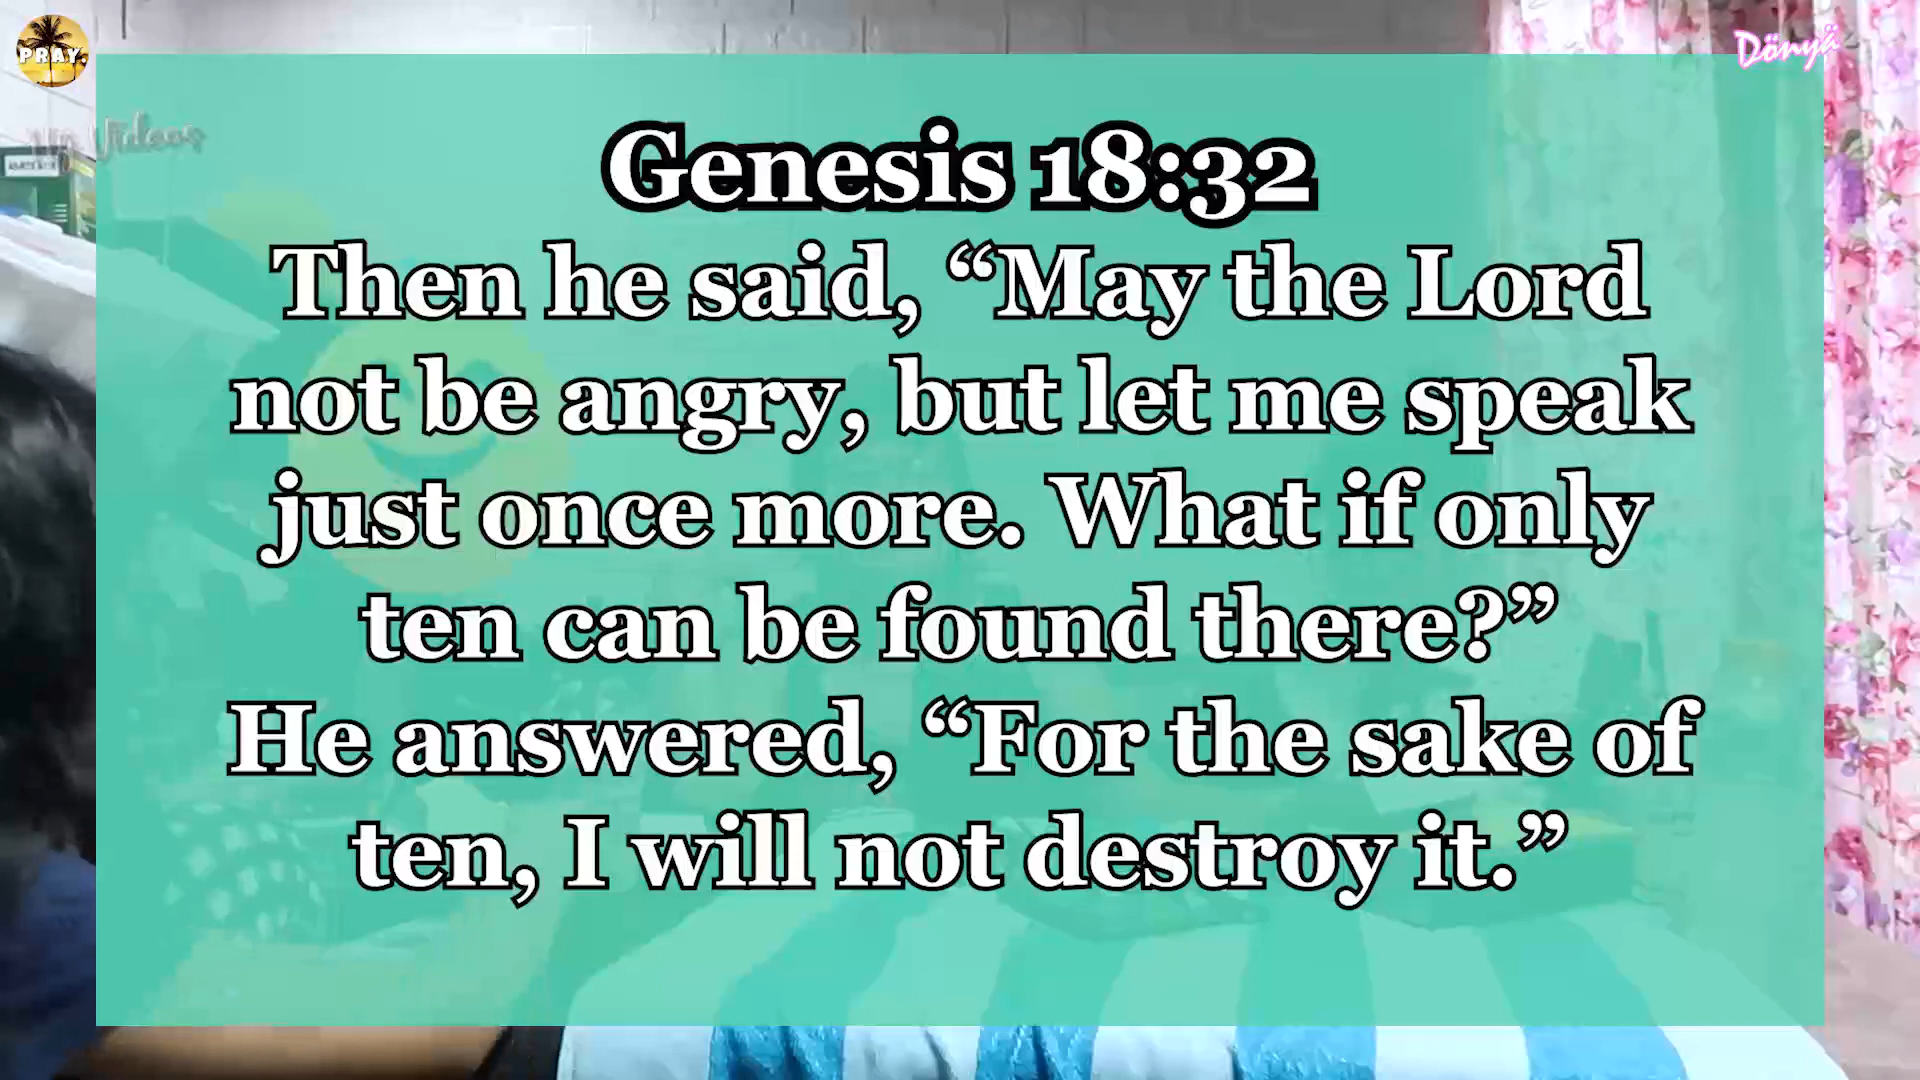 PRAY.
Dönyä
Videos
Genesis 18:32
Then he said, “May the Lord
not be angry, but let me speak
just once more. What if only
ten can be found there?”
He answered, “For the sake of
ten, I will not destroy it.”